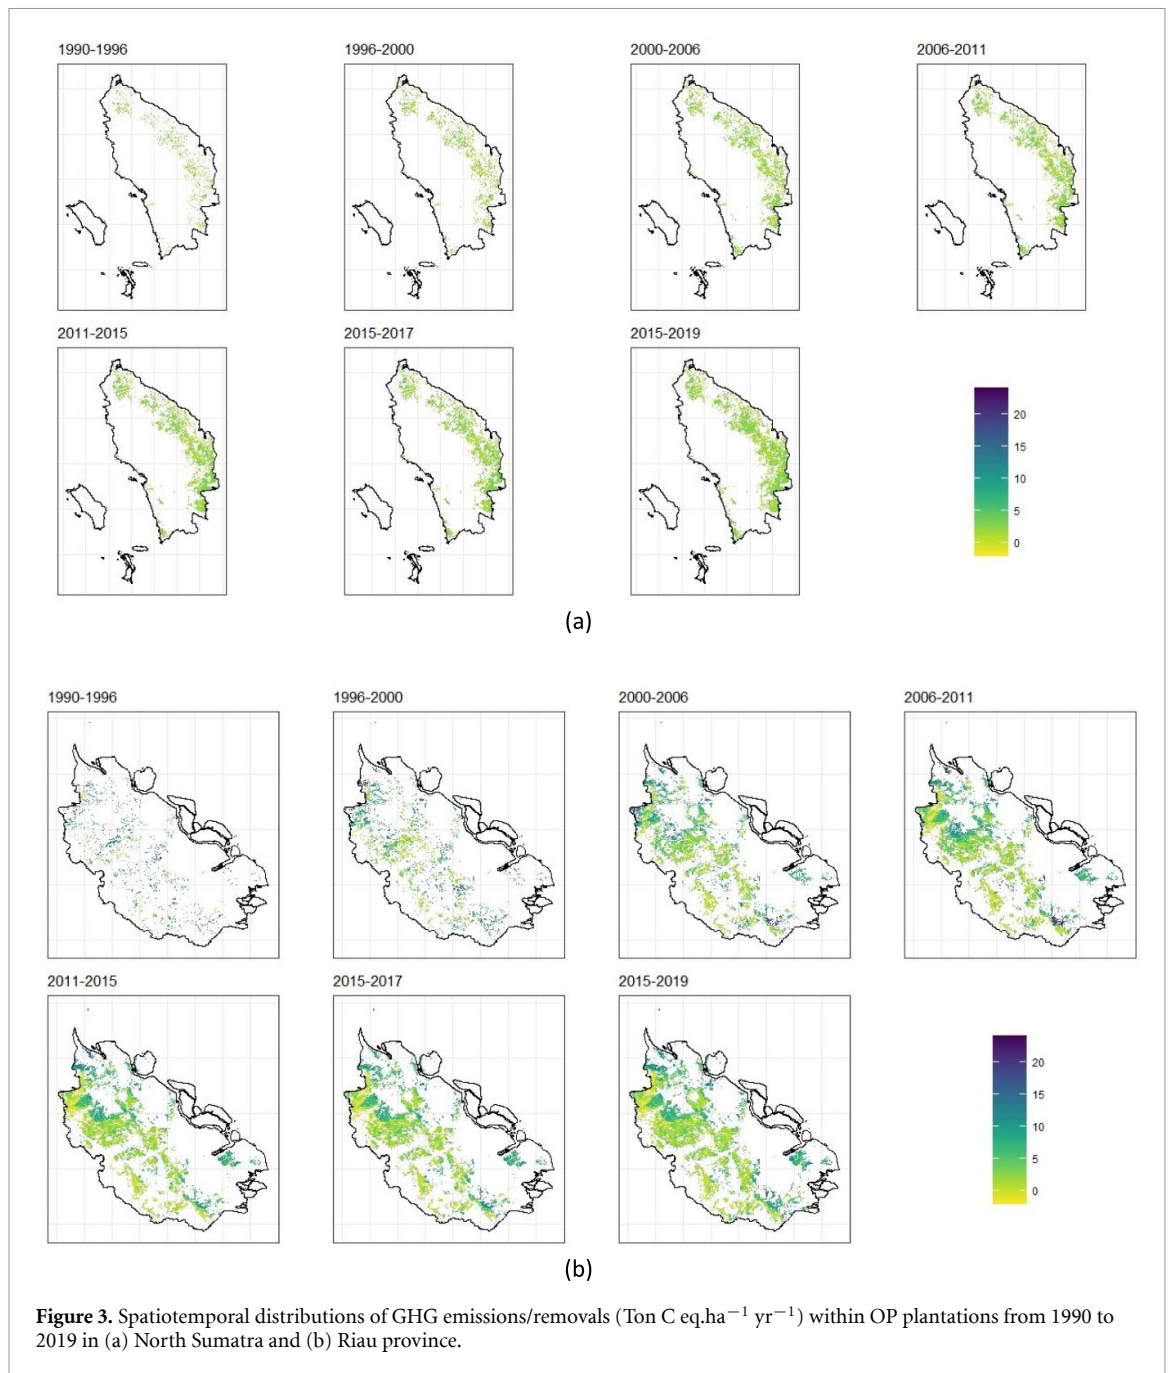 1990-1996 1996-2000 2000-2006 2006-2011
2011-2015 2015-2017 2015-2019
20
15
10
5
0
(a)
1990-1996 1996-2000 2000-2006 2006-2011
2011-2015 2015-2017 2015-2019
20
15
10
5
0
(b)
Figure 3. Spatiotemporal distributions of GHG emissions/removals (Ton C eq.ha−1 yr−1) within OP plantations from 1990 to
2019 in (a) North Sumatra and (b) Riau province.